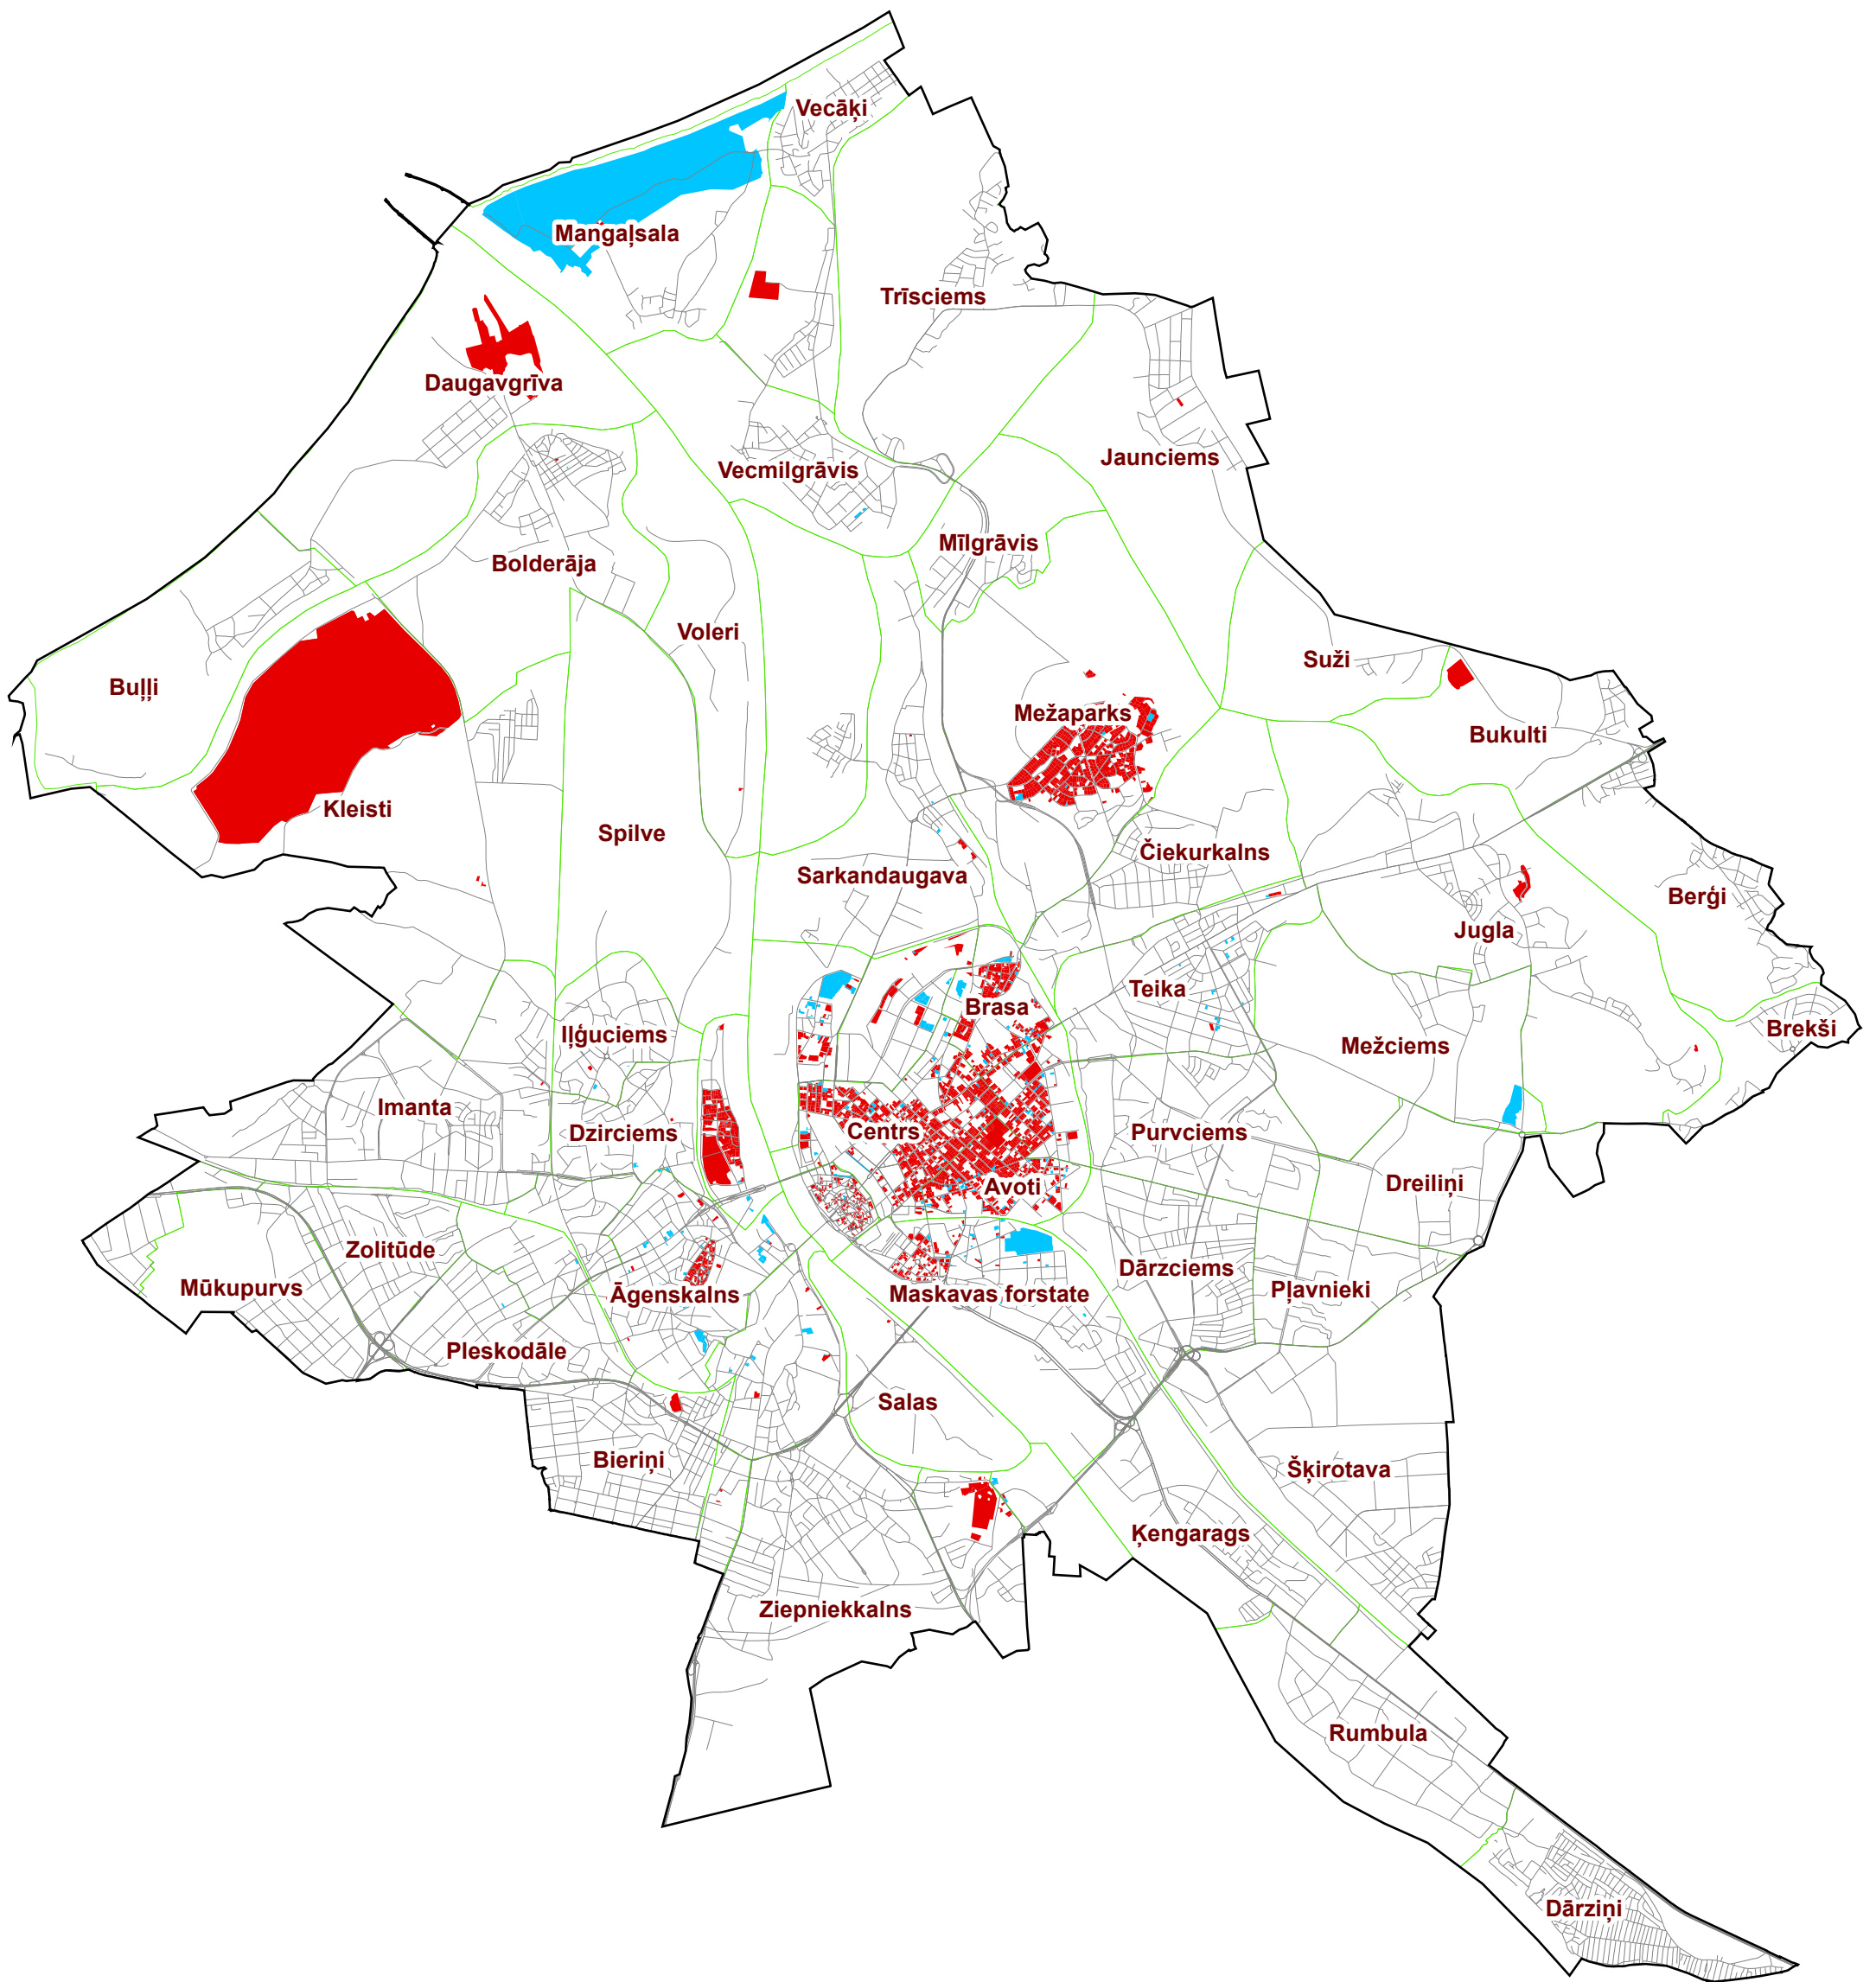 Vecāķi
Mangaļsala
Trīsciems
Daugavgrīva
Vecmilgrāvis
Jaunciems
Mīlgrāvis
Bolderāja
Voleri
Suži
Buļļi
Mežaparks
Bukulti
Kleisti
Spilve
Čiekurkalns
Sarkandaugava
Berģi
Jugla
Teika
Brasa
Brekši
Iļģuciems
Mežciems
Imanta
Dzirciems
Centrs
Purvciems
Avoti
Dreiliņi
Zolitūde
Dārzciems
Mūkupurvs
Āgenskalns
Maskavas forstate
Pļavnieki
Pleskodāle
Salas
Bieriņi
Šķirotava
Ķengarags
Ziepniekkalns
Rumbula
Dārziņi